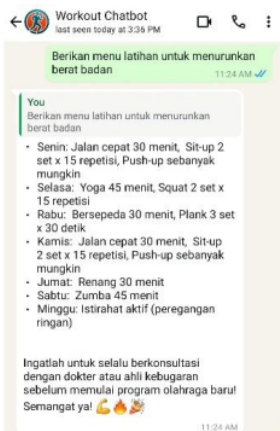 Workout Chatbot
last seen today at 3:36 PM
Berikan menu latihan untuk menurunkan
berat badan
11:24 AM
You
Berikan menu latihan untuk menurunkan
berat badan
• Senin: Jalan cepat 30 menit, Sit-up 2
set x 15 repetisi, Push-up sebanyak
mungkin
• Selasa: Yoga 45 menit, Squat 2 set x
15 repetisi
• Rabu: Bersepeda 30 menit, Plank 3 set
x 30 detik
• Kamis: Jalan cepat 30 menit, Sit-up
2 set x 15 repetisi, Push-up sebanyak
mungkin
• Jumat: Renang 30 menit
• Sabtu: Zumba 45 menit
• Minggu: Istirahat aktif (peregangan
ringan)
Ingatlah untuk selalu berkonsultasi
dengan dokter atau ahli kebugaran
sebelum memulai program olahraga baru!
Semangat ya! 💪🔥🎉
11:24 AM